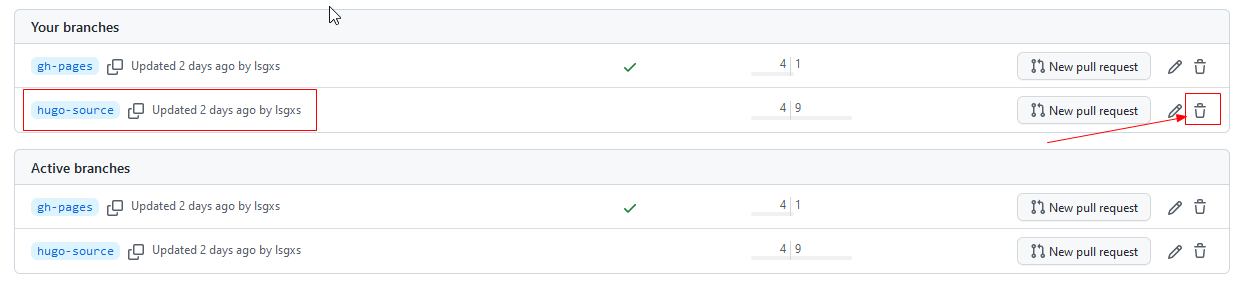 Your branches
gh-pages Updated 2 days ago by lsgxs 4 1 New pull request
hugo-source Updated 2 days ago by lsgxs 4 9 New pull request
Active branches
gh-pages Updated 2 days ago by lsgxs 4 1 New pull request
hugo-source Updated 2 days ago by lsgxs 4 9 New pull request